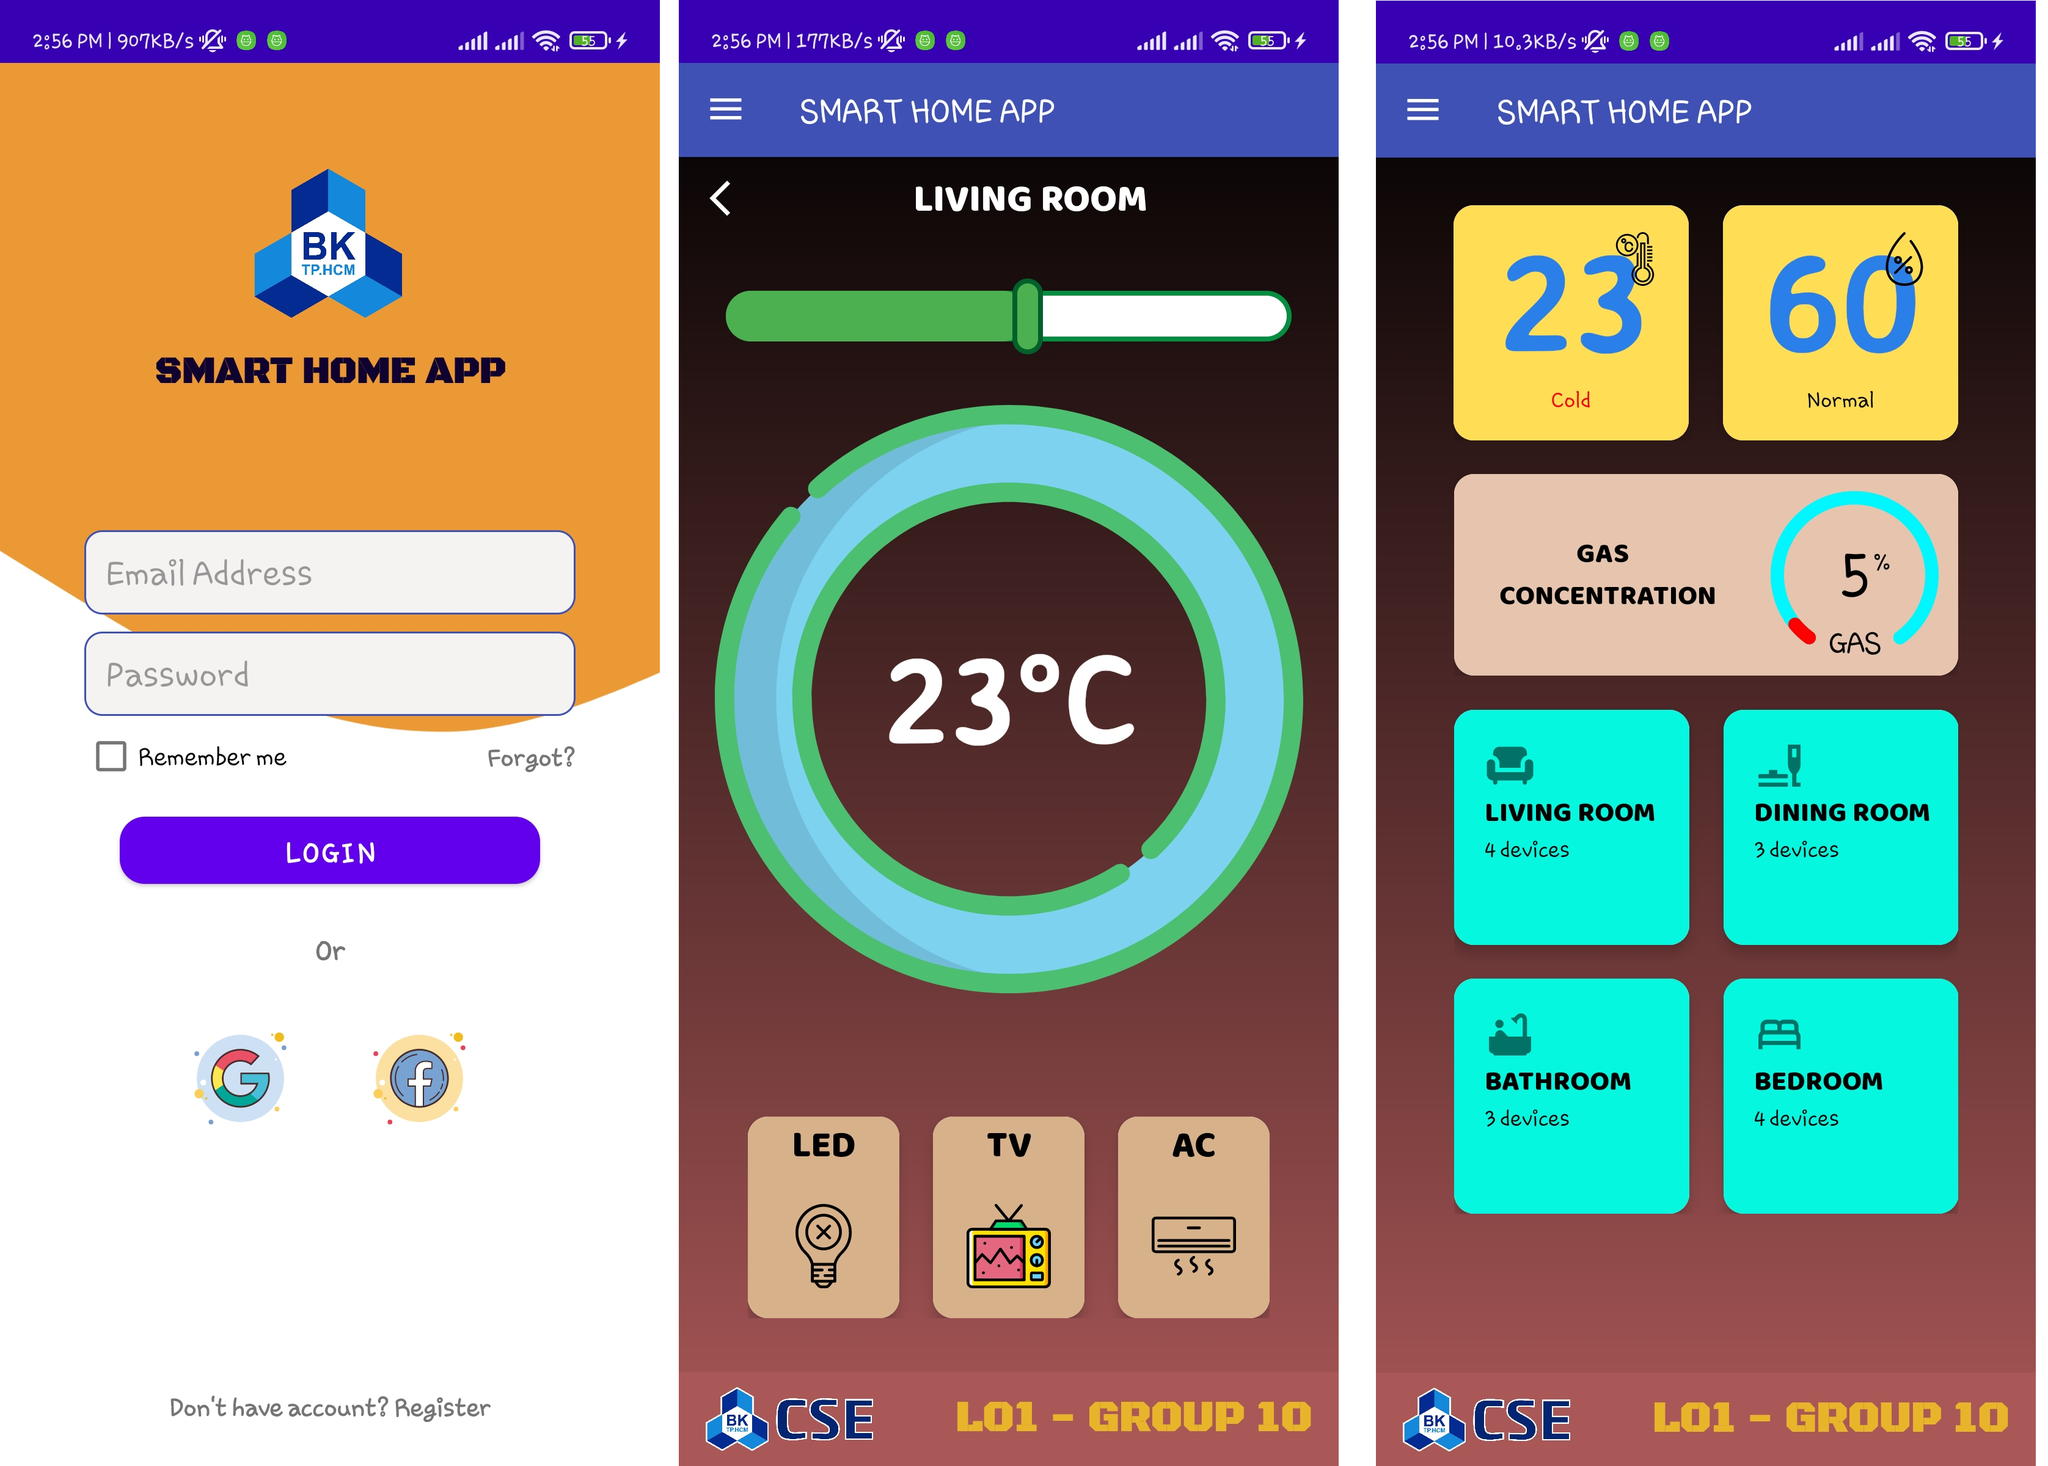 2:56 PM | 907KB/s
55
BK
TP.HCM
SMART HOME APP
Email Address
Password
Remember me
Forgot?
LOGIN
Or
G
f
Don't have account? Register
2:56 PM | 177KB/s
55
SMART HOME APP
LIVING ROOM
23°C
LED
TV
AC
BK
TP.HCM
CSE
L01 - GROUP 10
2:56 PM | 10.3KB/s
55
SMART HOME APP
23
°C
Cold
60
%
Normal
GAS
CONCENTRATION
5%
GAS
LIVING ROOM
4 devices
DINING ROOM
3 devices
BATHROOM
3 devices
BEDROOM
4 devices
BK
TP.HCM
CSE
L01 - GROUP 10